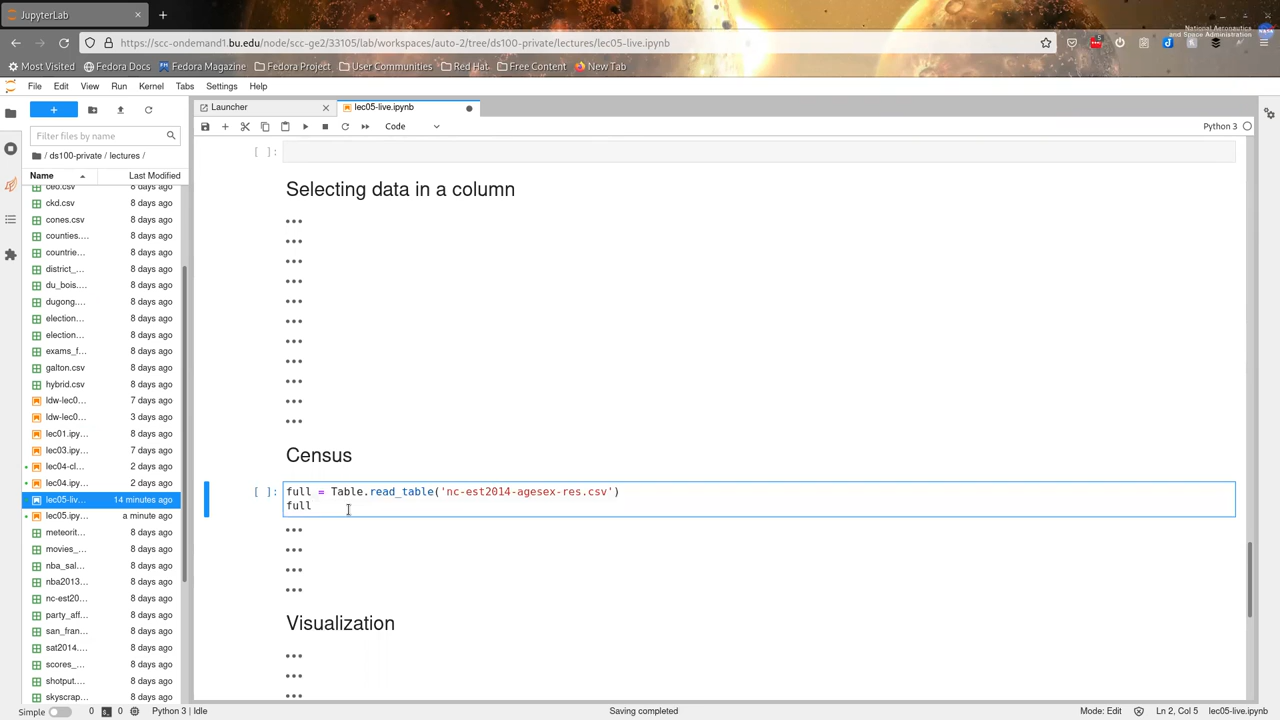 JupyterLab
National Aeronautics
and Space Administration
https://scc-ondemand1.bu.edu/node/scc-ge2/33105/lab/workspaces/auto-2/tree/ds100-private/lectures/lec05-live.ipynb
Most Visited
Fedora Docs
Fedora Magazine
Fedora Project
User Communities
Red Hat
Free Content
New Tab
File Edit View Run Kernel Tabs Settings Help
Launcher
lec05-live.ipynb
Filter files by name
Code
Python 3
/ ds100-private / lectures /
Name Last Modified
ceo.csv 8 days ago
ckd.csv 8 days ago
cones.csv 8 days ago
counties.... 8 days ago
countrie... 8 days ago
district_... 8 days ago
du_bois.... 8 days ago
dugong.... 8 days ago
election... 8 days ago
election... 8 days ago
exams_f... 8 days ago
galton.csv 8 days ago
hybrid.csv 8 days ago
ldw-lec0... 7 days ago
ldw-lec0... 3 days ago
lec01.ipy... 8 days ago
lec03.ipy... 7 days ago
lec04-cl... 2 days ago
lec04.ipy... 2 days ago
lec05-liv... 14 minutes ago
lec05.ipy... a minute ago
meteorit... 8 days ago
movies_... 8 days ago
nba_sal... 8 days ago
nba2013... 8 days ago
nc-est20... 8 days ago
party_aff... 8 days ago
san_fran... 8 days ago
sat2014.... 8 days ago
scores_... 8 days ago
shotput.... 8 days ago
skyscrap... 8 days ago
[ ]:
Selecting data in a column
Census
[ ]: full = Table.read_table('nc-est2014-agesex-res.csv')
full
Visualization
Simple 0 0 Python 3 | Idle Saving completed Mode: Edit Ln 2, Col 5 lec05-live.ipynb